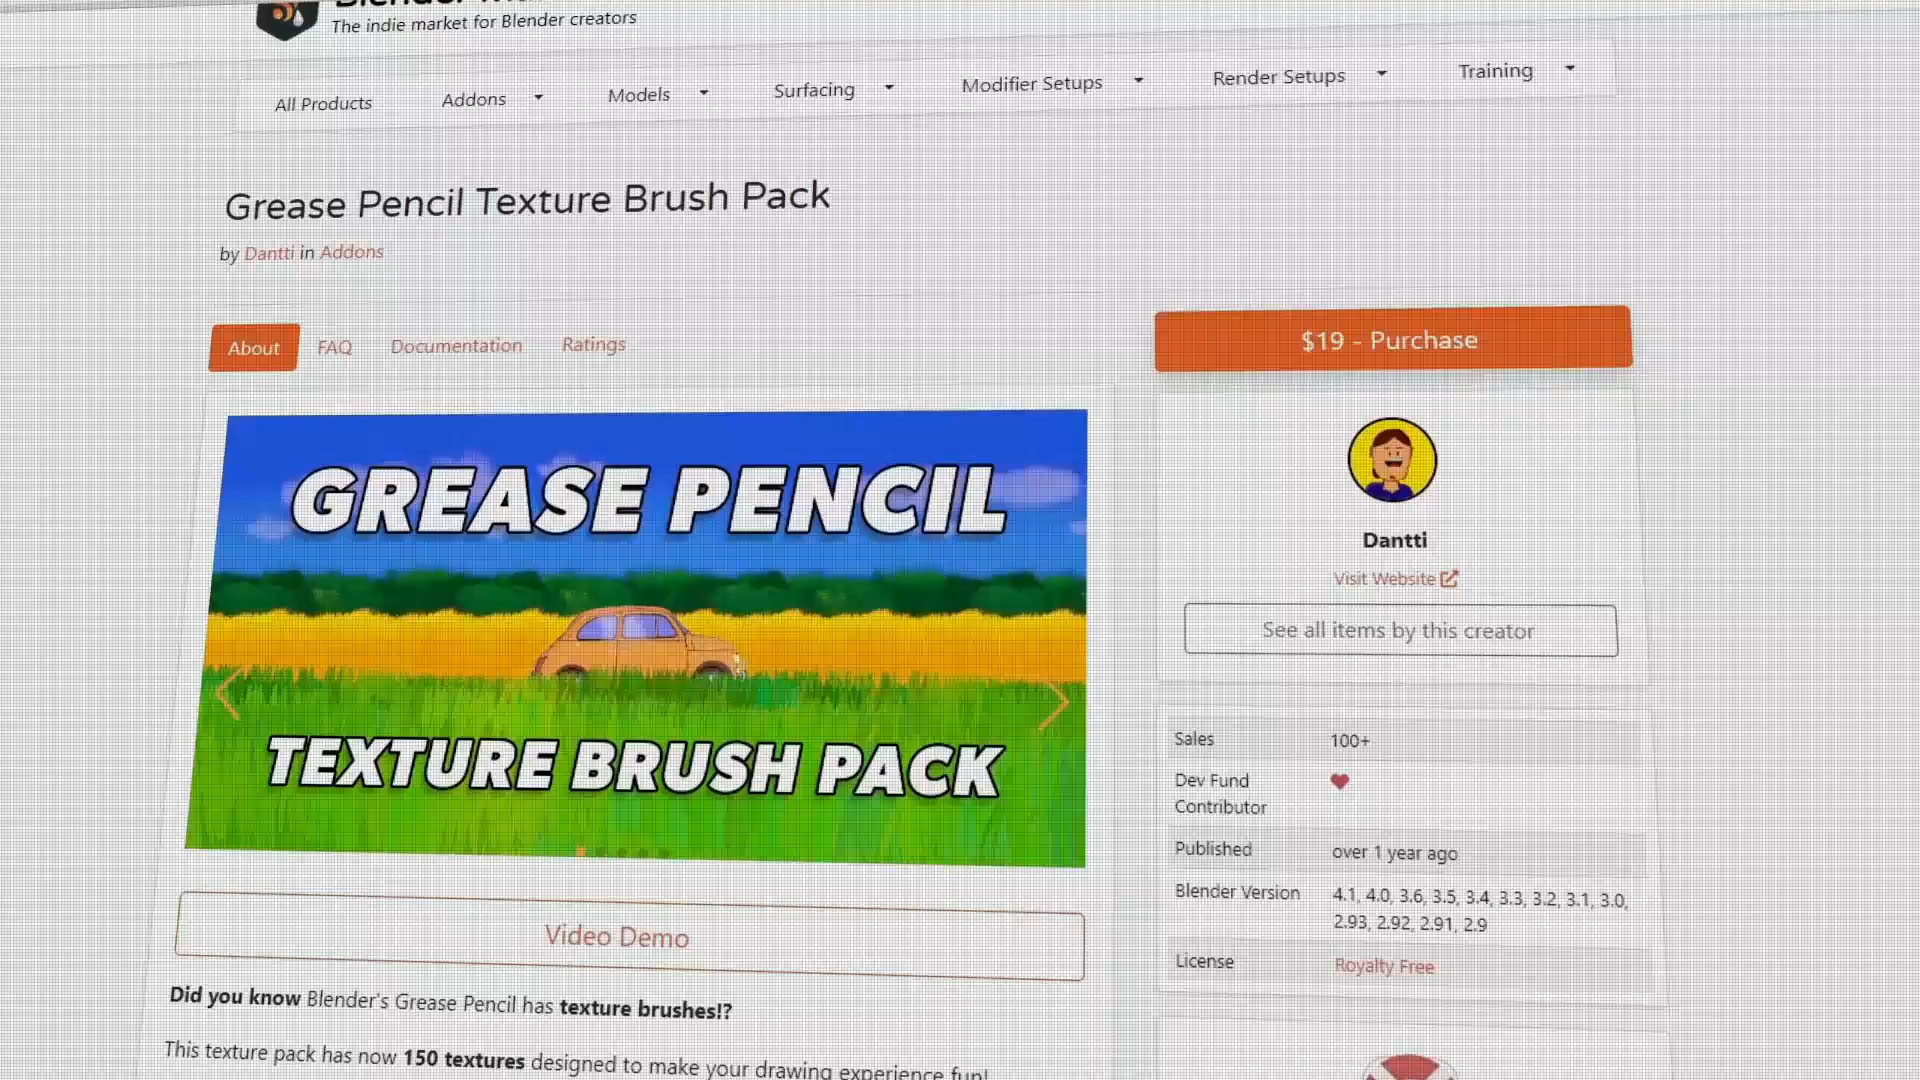 The indie market for Blender creators
All Products Addons Models Surfacing Modifier Setups Render Setups Training
Grease Pencil Texture Brush Pack
by Dantti in Addons
About FAQ Documentation Ratings
$19 - Purchase
GREASE PENCIL
TEXTURE BRUSH PACK
Dantti
Visit Website
See all items by this creator
Sales 100+
Dev Fund
Contributor
Published over 1 year ago
Blender Version 4.1, 4.0, 3.6, 3.5, 3.4, 3.3, 3.2, 3.1, 3.0,
2.93, 2.92, 2.91, 2.9
License Royalty Free
Video Demo
Did you know Blender's Grease Pencil has texture brushes!?
This texture pack has now 150 textures designed to make your drawing experience fun!